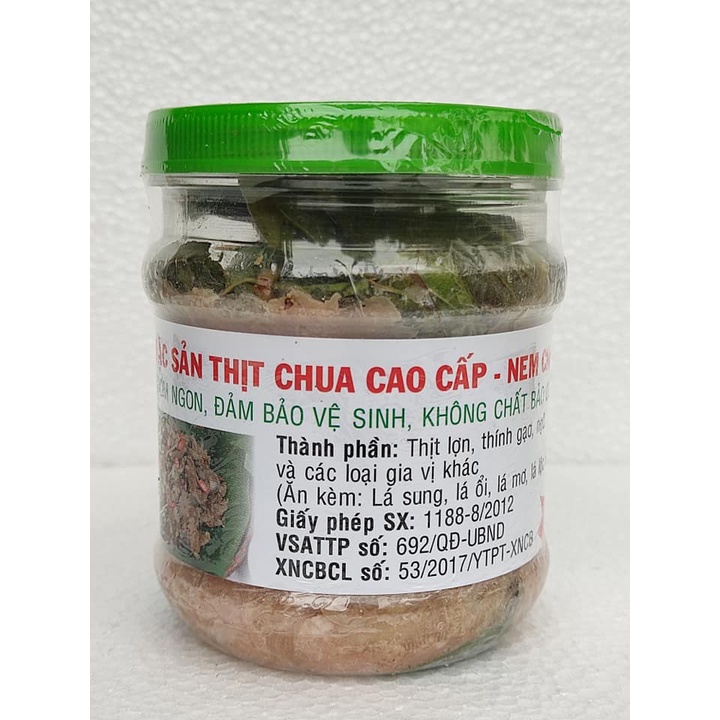 SẢN THỊT CHUA CAO CẤP - NEM
NGON, ĐẢM BẢO VỆ SINH, KHÔNG CHẤT BẢO
Thành phần: Thịt lợn, thính gạo,
và các loại gia vị khác
(Ăn kèm: Lá sung, lá ổi, lá mơ, lá
Giấy phép SX: 1188-8/2012
VSATTP số: 692/QĐ-UBND
XNCBCL số: 53/2017/YTPT-XNCB